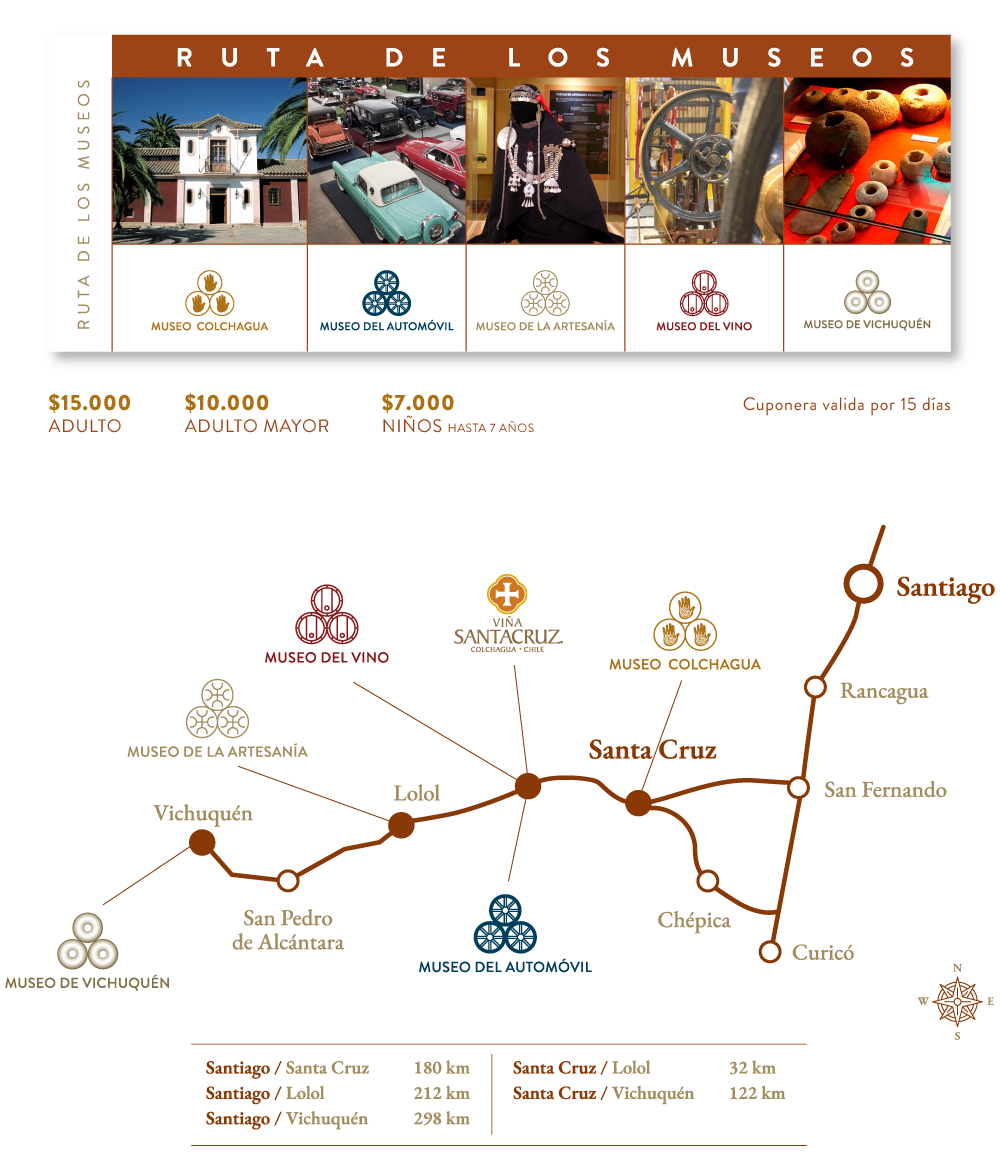 RUTA DE LOS MUSEOS
RUTA DE LOS MUSEOS
MUSEO COLCHAGUA
MUSEO DEL AUTOMÓVIL
MUSEO DE LA ARTESANÍA
MUSEO DEL VINO
MUSEO DE VICHUQUÉN
$15.000
ADULTO
$10.000
ADULTO MAYOR
$7.000
NIÑOS HASTA 7 AÑOS
Cuponera valida por 15 días
Santiago
VIÑA
SANTACRUZ
COLCHAGUA · CHILE
MUSEO DEL VINO
MUSEO COLCHAGUA
Rancagua
MUSEO DE LA ARTESANÍA
Santa Cruz
Lolol
San Fernando
Vichuquén
San Pedro
de Alcántara
Chépica
Curicó
MUSEO DEL AUTOMÓVIL
MUSEO DE VICHUQUÉN
N
W
E
S
Santiago / Santa Cruz 180 km
Santiago / Lolol 212 km
Santiago / Vichuquén 298 km
Santa Cruz / Lolol 32 km
Santa Cruz / Vichuquén 122 km